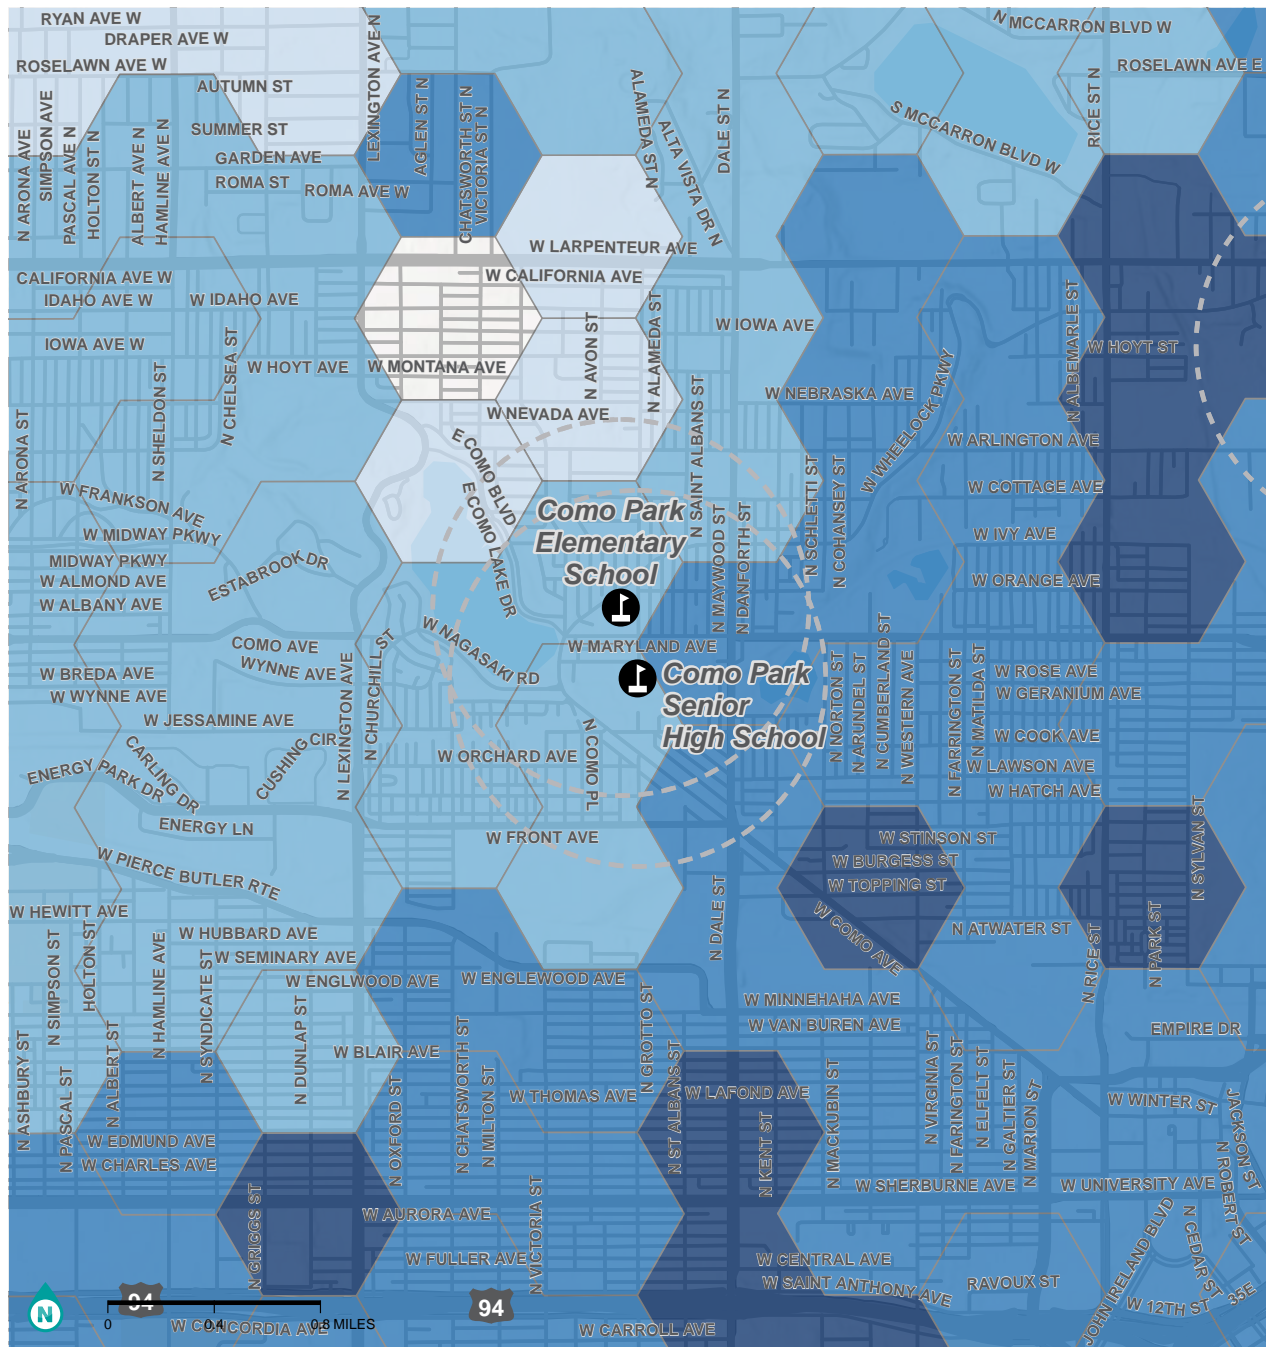 RYAN AVE W
DRAPER AVE W
ROSELAWN AVE W
AUTUMN ST
SUMMER ST
GARDEN AVE
ROMA ST
ROMA AVE W
N ARONA AVE
SIMPSON AVE
PASCAL AVE N
HOLTON ST N
ALBERT AVE N
HAMLINE AVE N
LEXINGTON AVE N
AGLEN ST N
CHATSWORTH ST N
VICTORIA ST N
ALAMEDA ST N
ALTA VISTA DR N
DALE ST N
N MCCARRON BLVD W
S MCCARRON BLVD W
RICE ST N
ROSELAWN AVE E
W LARPENTEUR AVE
W CALIFORNIA AVE
CALIFORNIA AVE W
IDAHO AVE W
W IDAHO AVE
IOWA AVE W
W HOYT AVE
W MONTANA AVE
W NEVADA AVE
N AVON ST
N ALAMEDA ST
W IOWA AVE
W NEBRASKA AVE
N ALBEMARLE ST
W HOYT ST
W ARLINGTON AVE
W COTTAGE AVE
W IVY AVE
W ORANGE AVE
W WHEELOCK PKWY
N ARONA ST
N SHELDON ST
N CHELSEA ST
N SAINT ALBANS ST
N SCHLETTI ST
N COHANSEY ST
N MAYWOOD ST
N DANFORTH ST
E COMO BLVD
E COMO LAKE DR
W FRANKSON AVE
W MIDWAY PKWY
MIDWAY PKWY
W ALMOND AVE
W ALBANY AVE
ESTABROOK DR
Como Park
Elementary
School
W MARYLAND AVE
W NAGASAKI RD
Como Park
Senior
High School
COMO AVE
WYNNE AVE
W BREDA AVE
W WYNNE AVE
W JESSAMINE AVE
N LEXINGTON AVE
N CHURCHILL ST
CUSHING CIR
CARLING DR
ENERGY PARK DR
ENERGY LN
W PIERCE BUTLER RTE
W ORCHARD AVE
N COMO PL
W FRONT AVE
N NORTON ST
N ARUNDEL ST
N CUMBERLAND ST
N WESTERN AVE
N FARRINGTON ST
N MATILDA ST
W ROSE AVE
W GERANIUM AVE
W COOK AVE
W LAWSON AVE
W HATCH AVE
W STINSON ST
W BURGESS ST
W TOPPING ST
W COMO AVE
N ATWATER ST
N SYLVAN ST
N PARK ST
N RICE ST
N DALE ST
W HEWITT AVE
W HUBBARD AVE
W SEMINARY AVE
W ENGLWOOD AVE
W ENGLEWOOD AVE
W MINNEHAHA AVE
W VAN BUREN AVE
EMPIRE DR
N ASHBURY ST
N SIMPSON ST
HOLTON ST
N PASCAL ST
N ALBERT ST
N HAMLINE AVE
N SYNDICATE ST
N DUNLAP ST
W BLAIR AVE
N OXFORD ST
N CHATSWORTH ST
N MILTON ST
W THOMAS AVE
N GROTTO ST
N ST ALBANS ST
W LAFOND AVE
N KENT ST
N MACKUBIN ST
N VIRGINIA ST
N FARINGTON ST
N ELFELT ST
N GALTIER ST
N MARION ST
W WINTER ST
JACKSON ST
N ROBERT ST
N CEDAR ST
W EDMUND AVE
W CHARLES AVE
W SHERBURNE AVE
W UNIVERSITY AVE
N GRIGGS ST
W AURORA AVE
W FULLER AVE
N VICTORIA ST
W CENTRAL AVE
W SAINT ANTHONY AVE
RAVOUX ST
JOHN IRELAND BLVD
W 12TH ST
35E
W CARROLL AVE
W CONCORDIA AVE
94
94
N
0 0.4 0.8 MILES